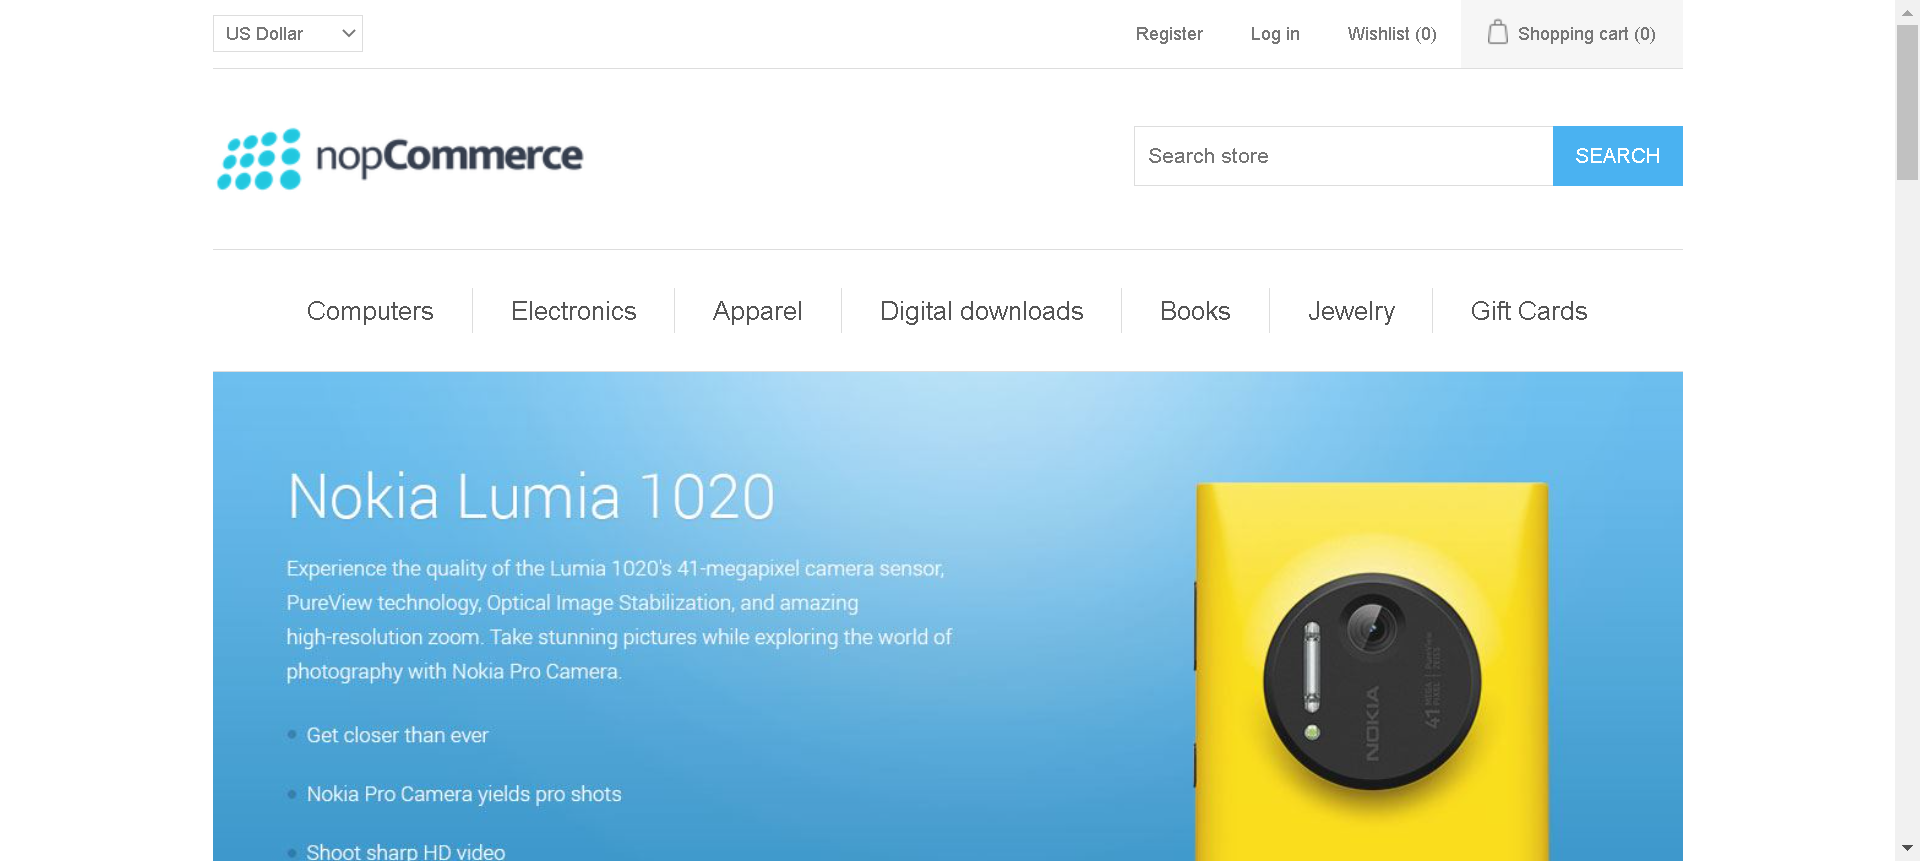 US Dollar
Register
Log in
Wishlist (0)
Shopping cart (0)
nopCommerce
Search store
SEARCH
Computers
Electronics
Apparel
Digital downloads
Books
Jewelry
Gift Cards
Nokia Lumia 1020
Experience the quality of the Lumia 1020's 41-megapixel camera sensor,
PureView technology, Optical Image Stabilization, and amazing
high-resolution zoom. Take stunning pictures while exploring the world of
photography with Nokia Pro Camera.
Get closer than ever
Nokia Pro Camera yields pro shots
Shoot sharp HD video
NOKIA
41 MEGA PIXEL
PureView
ZEISS